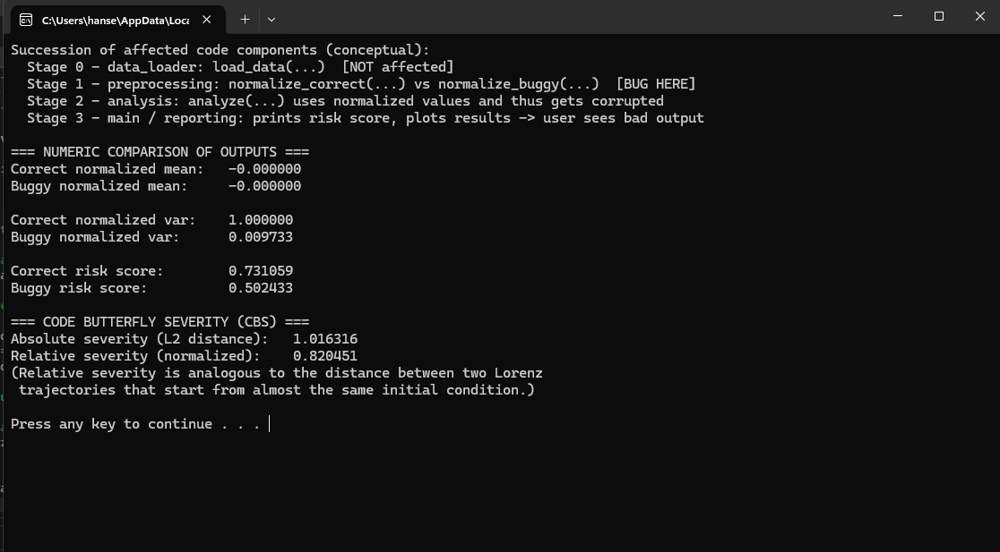 C:\Users\hanse\AppData\Loca
Succession of affected code components (conceptual):
  Stage 0 - data_loader: load_data(...)  [NOT affected]
  Stage 1 - preprocessing: normalize_correct(...) vs normalize_buggy(...)  [BUG HERE]
  Stage 2 - analysis: analyze(...) uses normalized values and thus gets corrupted
  Stage 3 - main / reporting: prints risk score, plots results -> user sees bad output
=== NUMERIC COMPARISON OF OUTPUTS ===
Correct normalized mean:   -0.000000
Buggy normalized mean:     -0.000000
Correct normalized var:    1.000000
Buggy normalized var:      0.009733
Correct risk score:        0.731059
Buggy risk score:          0.502433
=== CODE BUTTERFLY SEVERITY (CBS) ===
Absolute severity (L2 distance):   1.016316
Relative severity (normalized):    0.820451
(Relative severity is analogous to the distance between two Lorenz
 trajectories that start from almost the same initial condition.)
Press any key to continue . . .